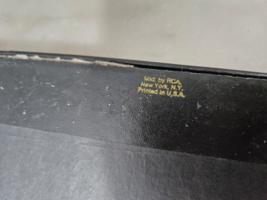 Mfd. by RCA,
New York, N.Y.
Printed in U.S.A.